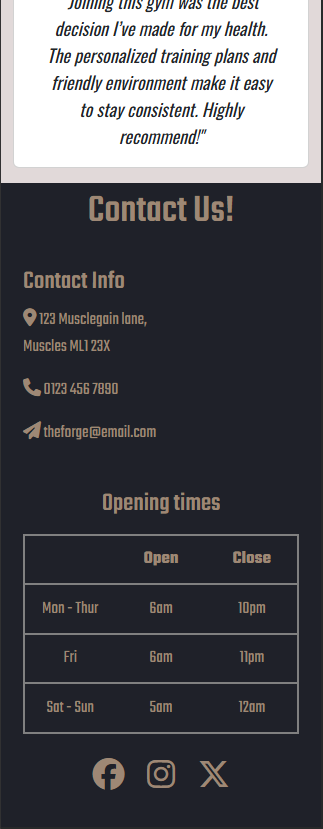 "Joining this gym was the best
decision I've made for my health.
The personalized training plans and
friendly environment make it easy
to stay consistent. Highly
recommend!"
Contact Us!
Contact Info
123 Musclegain lane,
Muscles ML1 23X
0123 456 7890
theforge@email.com
Opening times
Open Close
Mon - Thur 6am 10pm
Fri 6am 11pm
Sat - Sun 5am 12am